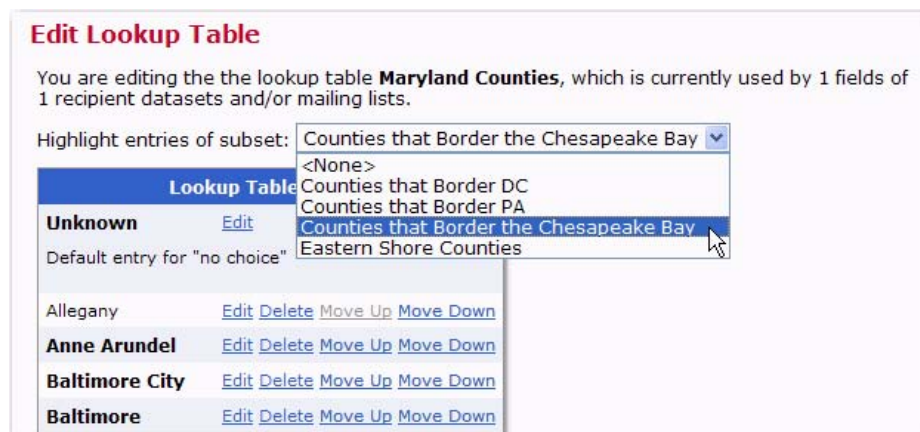 Edit Lookup Table
You are editing the the lookup table Maryland Counties, which is currently used by 1 fields of
1 recipient datasets and/or mailing lists.
Highlight entries of subset: Counties that Border the Chesapeake Bay
<None>
Counties that Border DC
Counties that Border PA
Counties that Border the Chesapeake Bay
Eastern Shore Counties
Lookup Table
Unknown Edit
Default entry for "no choice"
Allegany Edit Delete Move Up Move Down
Anne Arundel Edit Delete Move Up Move Down
Baltimore City Edit Delete Move Up Move Down
Baltimore Edit Delete Move Up Move Down